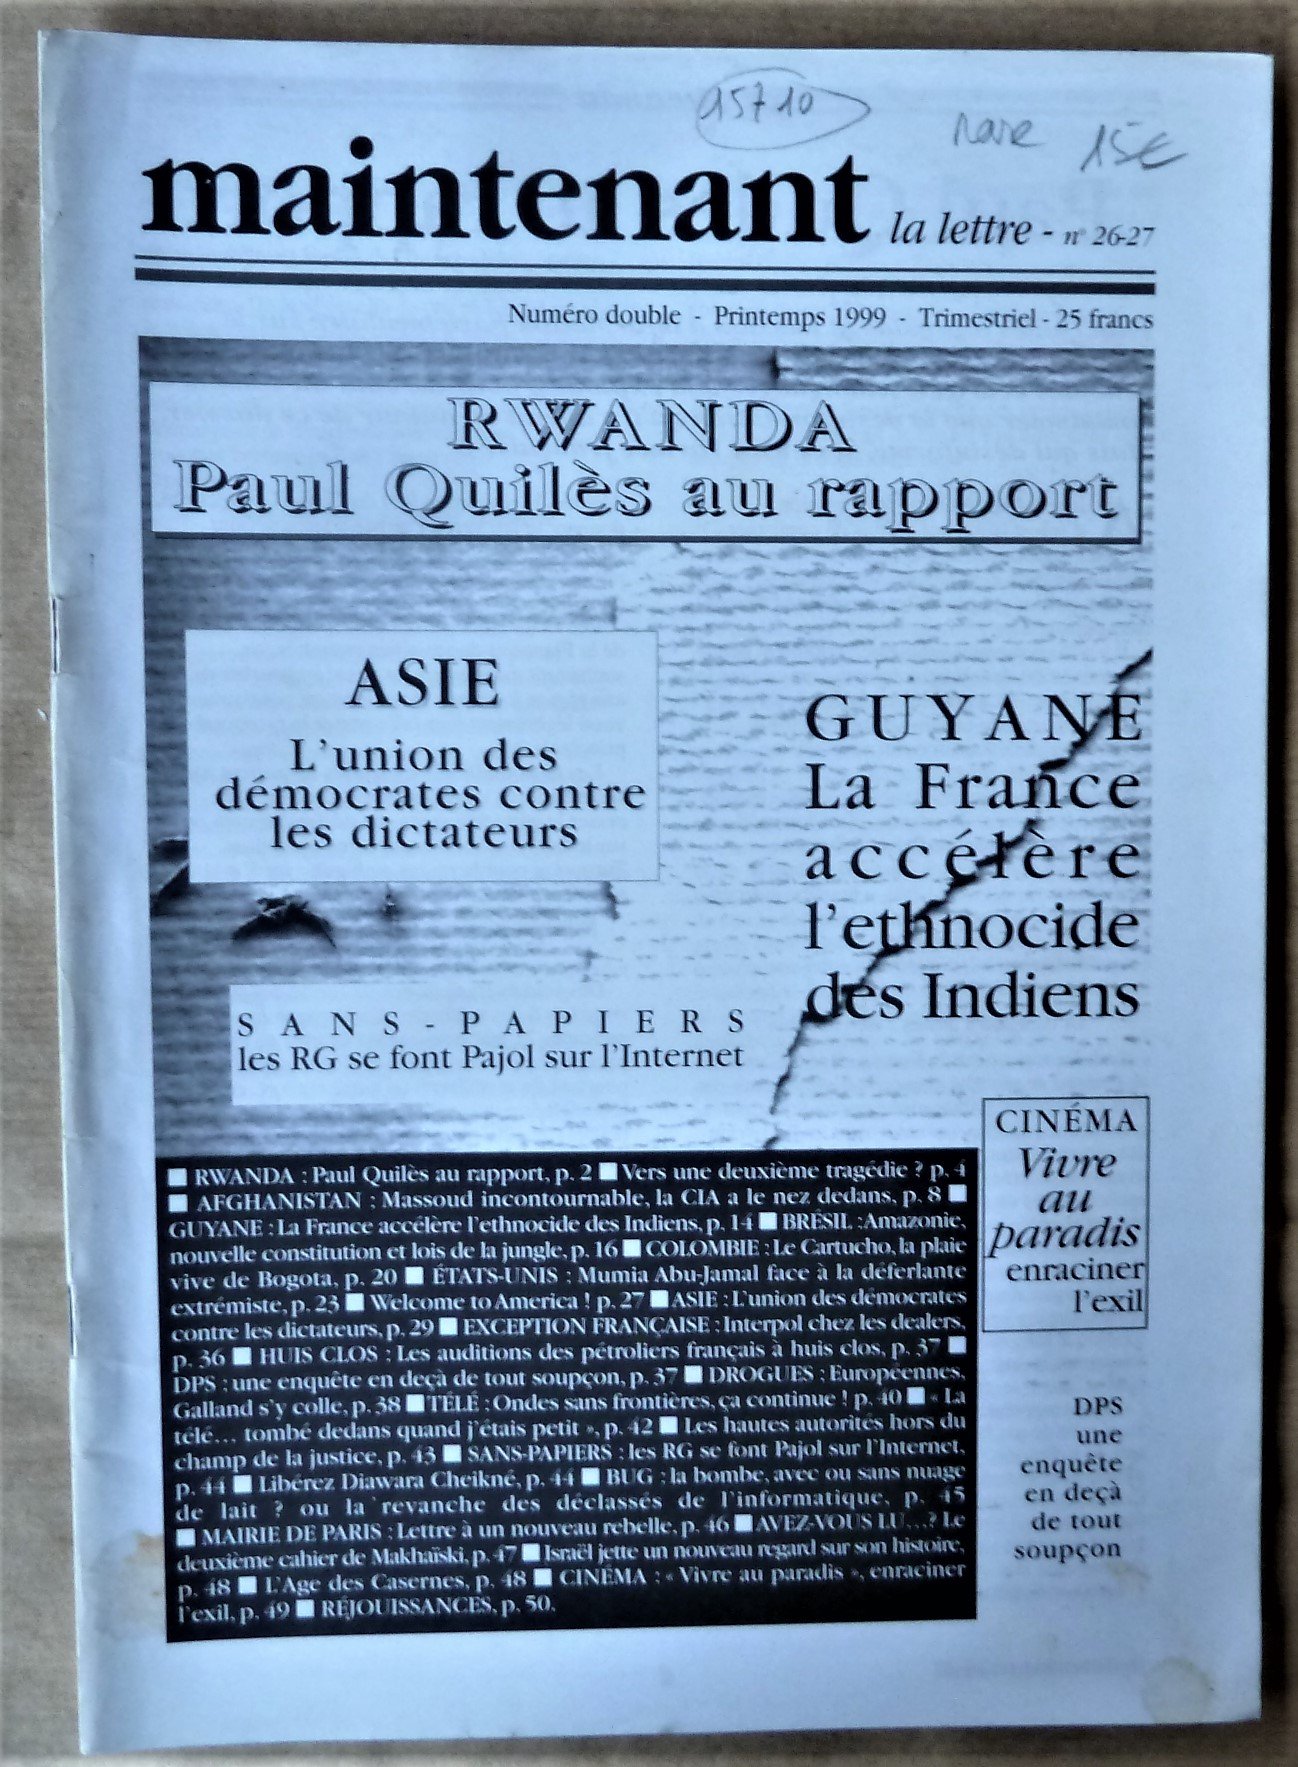 15710
rare 15€
maintenant la lettre - n° 26-27
Numéro double - Printemps 1999 - Trimestriel - 25 francs
RWANDA
Paul Quilès au rapport
ASIE
L'union des
démocrates contre
les dictateurs
GUYANE
La France
accélère
l'ethnocide
des Indiens
SANS-PAPIERS
les RG se font Pajol sur l'Internet
CINÉMA
Vivre
au
paradis
enraciner
l'exil
DPS
une
enquête
en deçà
de tout
soupçon
■ RWANDA : Paul Quilès au rapport, p. 2 ■ Vers une deuxième tragédie ? p. 4
■ AFGHANISTAN : Massoud incontournable, la CIA a le nez dedans, p. 8 ■
GUYANE : La France accélère l'ethnocide des Indiens, p. 14 ■ BRÉSIL :Amazonie,
nouvelle constitution et lois de la jungle, p. 16 ■ COLOMBIE : Le Cartucho, la plaie
vive de Bogota, p. 20 ■ ÉTATS-UNIS : Mumia Abu-Jamal face à la déferlante
extrémiste, p. 23 ■ Welcome to America ! p. 27 ■ ASIE : L'union des démocrates
contre les dictateurs, p. 29 ■ EXCEPTION FRANÇAISE : Interpol chez les dealers,
p. 36 ■ HUIS CLOS : Les auditions des pétroliers français à huis clos, p. 37 ■
DPS : une enquête en deçà de tout soupçon, p. 37 ■ DROGUES : Européennes,
Galland s'y colle, p. 38 ■ TÉLÉ : Ondes sans frontières, ça continue ! p. 40 ■ « La
télé... tombé dedans quand j'étais petit », p. 42 ■ Les hautes autorités hors du
champ de la justice, p. 43 ■ SANS-PAPIERS : les RG se font Pajol sur l'Internet,
p. 44 ■ Libérez Diawara Cheikné, p. 44 ■ BUG : la bombe, avec ou sans nuage
de lait ? ou la revanche des déclassés de l'informatique, p. 45
■ MAIRIE DE PARIS : Lettre à un nouveau rebelle, p. 46 ■ AVEZ-VOUS LU...? Le
deuxième cahier de Makhaïski, p. 47 ■ Israël jette un nouveau regard sur son histoire,
p. 48 ■ L'Age des Casernes, p. 48 ■ CINÉMA : « Vivre au paradis », enraciner
l'exil, p. 49 ■ RÉJOUISSANCES, p. 50.